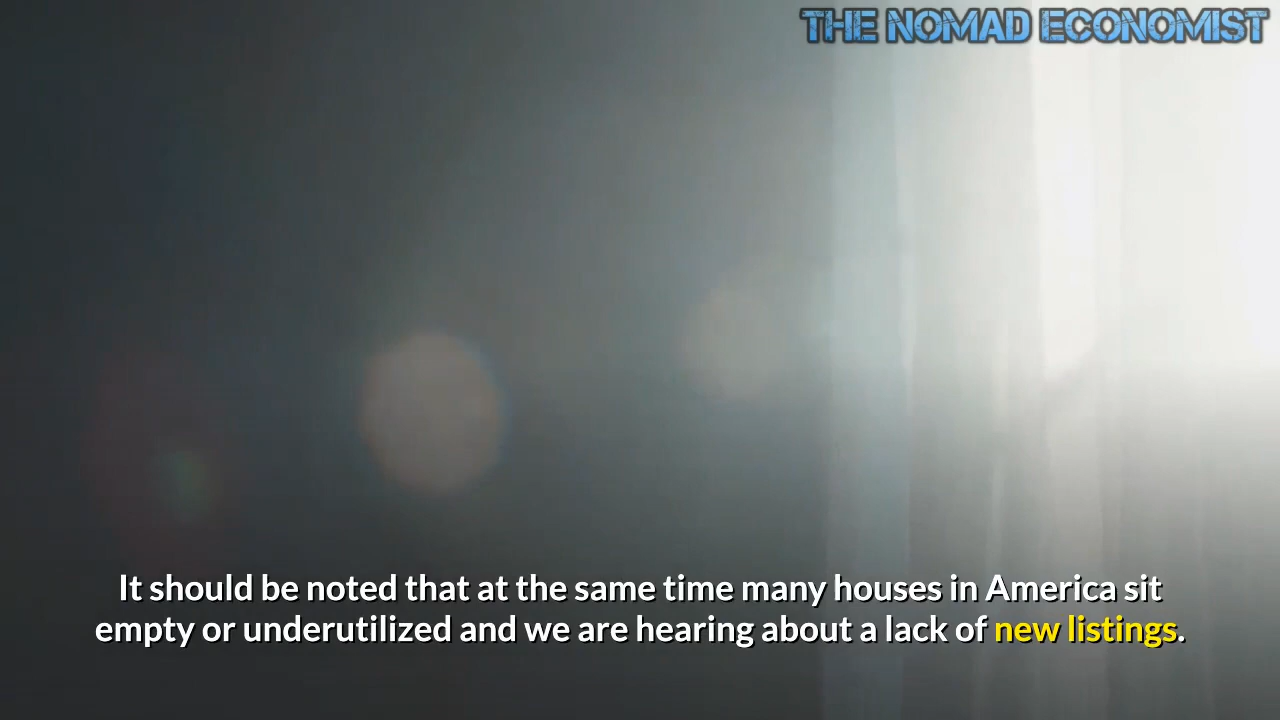 THE NOMAD ECONOMIST
It should be noted that at the same time many houses in America sit
empty or underutilized and we are hearing about a lack of new listings.